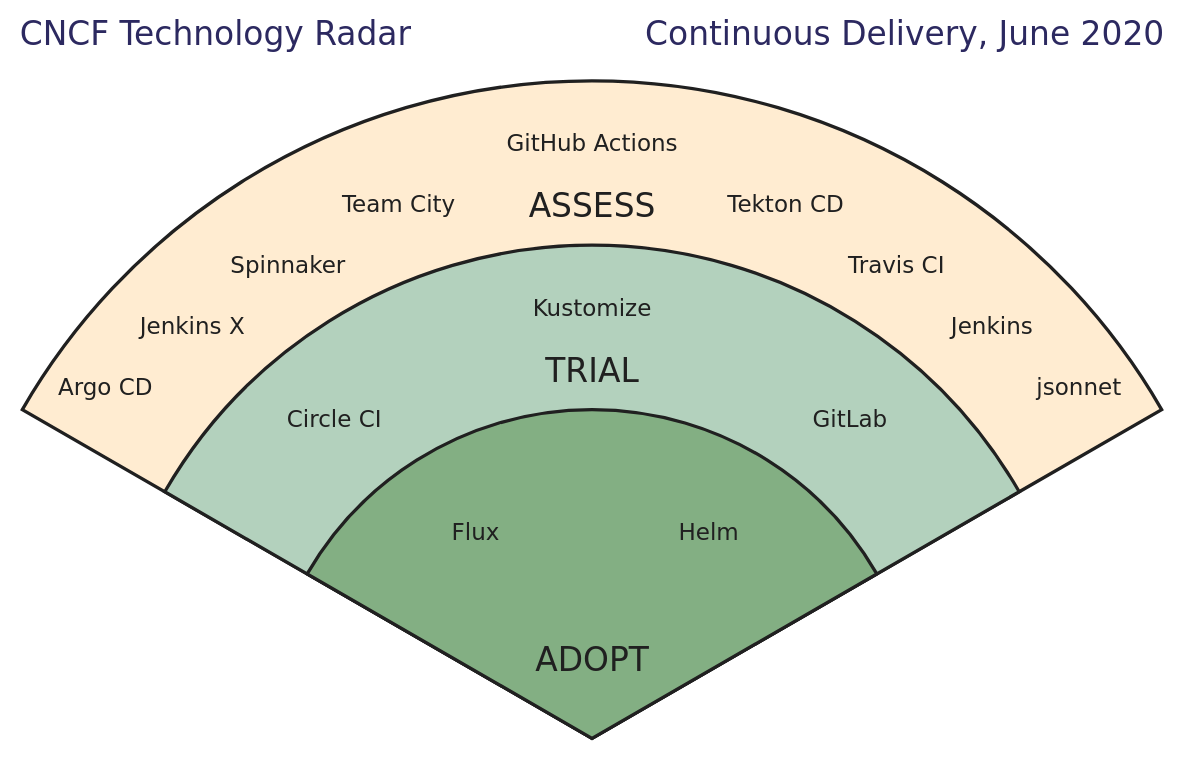 CNCF Technology Radar
Continuous Delivery, June 2020
GitHub Actions
Team City
ASSESS
Tekton CD
Spinnaker
Travis CI
Jenkins X
Jenkins
Argo CD
jsonnet
Kustomize
TRIAL
Circle CI
GitLab
Flux
Helm
ADOPT